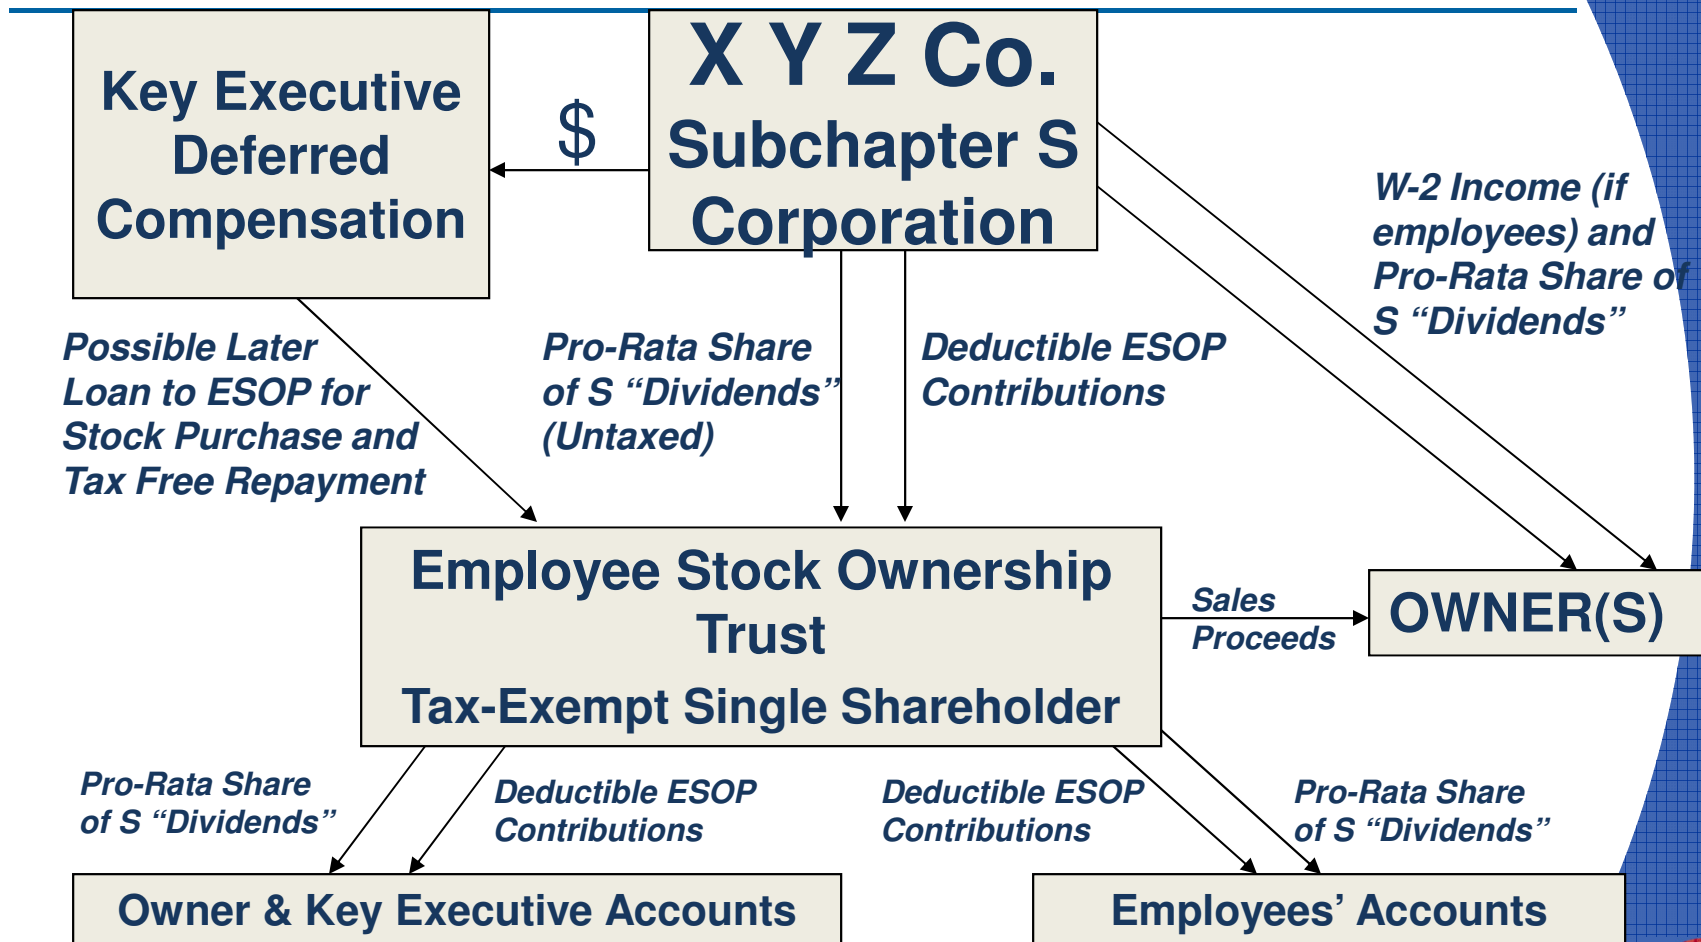 Key Executive
Deferred
Compensation
$
X Y Z Co.
Subchapter S
Corporation
W-2 Income (if
employees) and
Pro-Rata Share of
S “Dividends”
Possible Later
Loan to ESOP for
Stock Purchase and
Tax Free Repayment
Pro-Rata Share
of S “Dividends”
(Untaxed)
Deductible ESOP
Contributions
Employee Stock Ownership
Trust
Tax-Exempt Single Shareholder
Sales
Proceeds
OWNER(S)
Pro-Rata Share
of S “Dividends”
Deductible ESOP
Contributions
Deductible ESOP
Contributions
Pro-Rata Share
of S “Dividends”
Owner & Key Executive Accounts
Employees’ Accounts